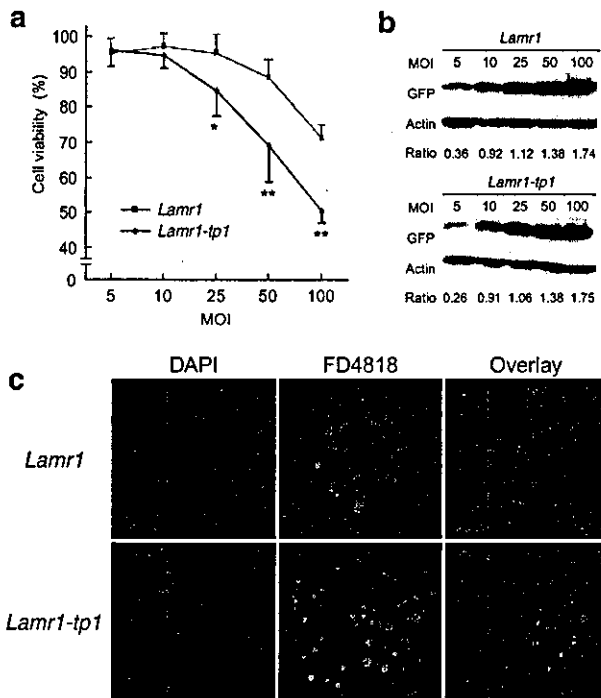 a
100
90
80
70
60
50
40
0
Cell viability (%)
Lamr1
Lamr1-tp1
*
**
**
5 10 25 50 100
MOI
b
Lamr1
MOI 5 10 25 50 100
GFP
Actin
Ratio 0.36 0.92 1.12 1.38 1.74
Lamr1-tp1
MOI 5 10 25 50 100
GFP
Actin
Ratio 0.26 0.91 1.06 1.38 1.75
c
DAPI FD4818 Overlay
Lamr1
Lamr1-tp1